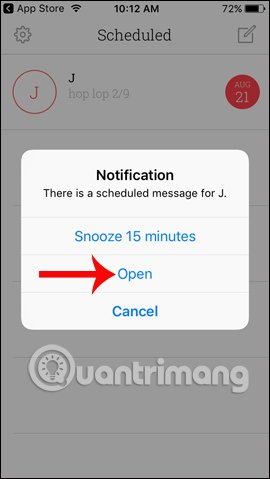 App Store 10:12 AM 72%
Scheduled
J
J
hop lop 2/9
AUG
21
Notification
There is a scheduled message for J.
Snooze 15 minutes
Open
Cancel
Quantrimang